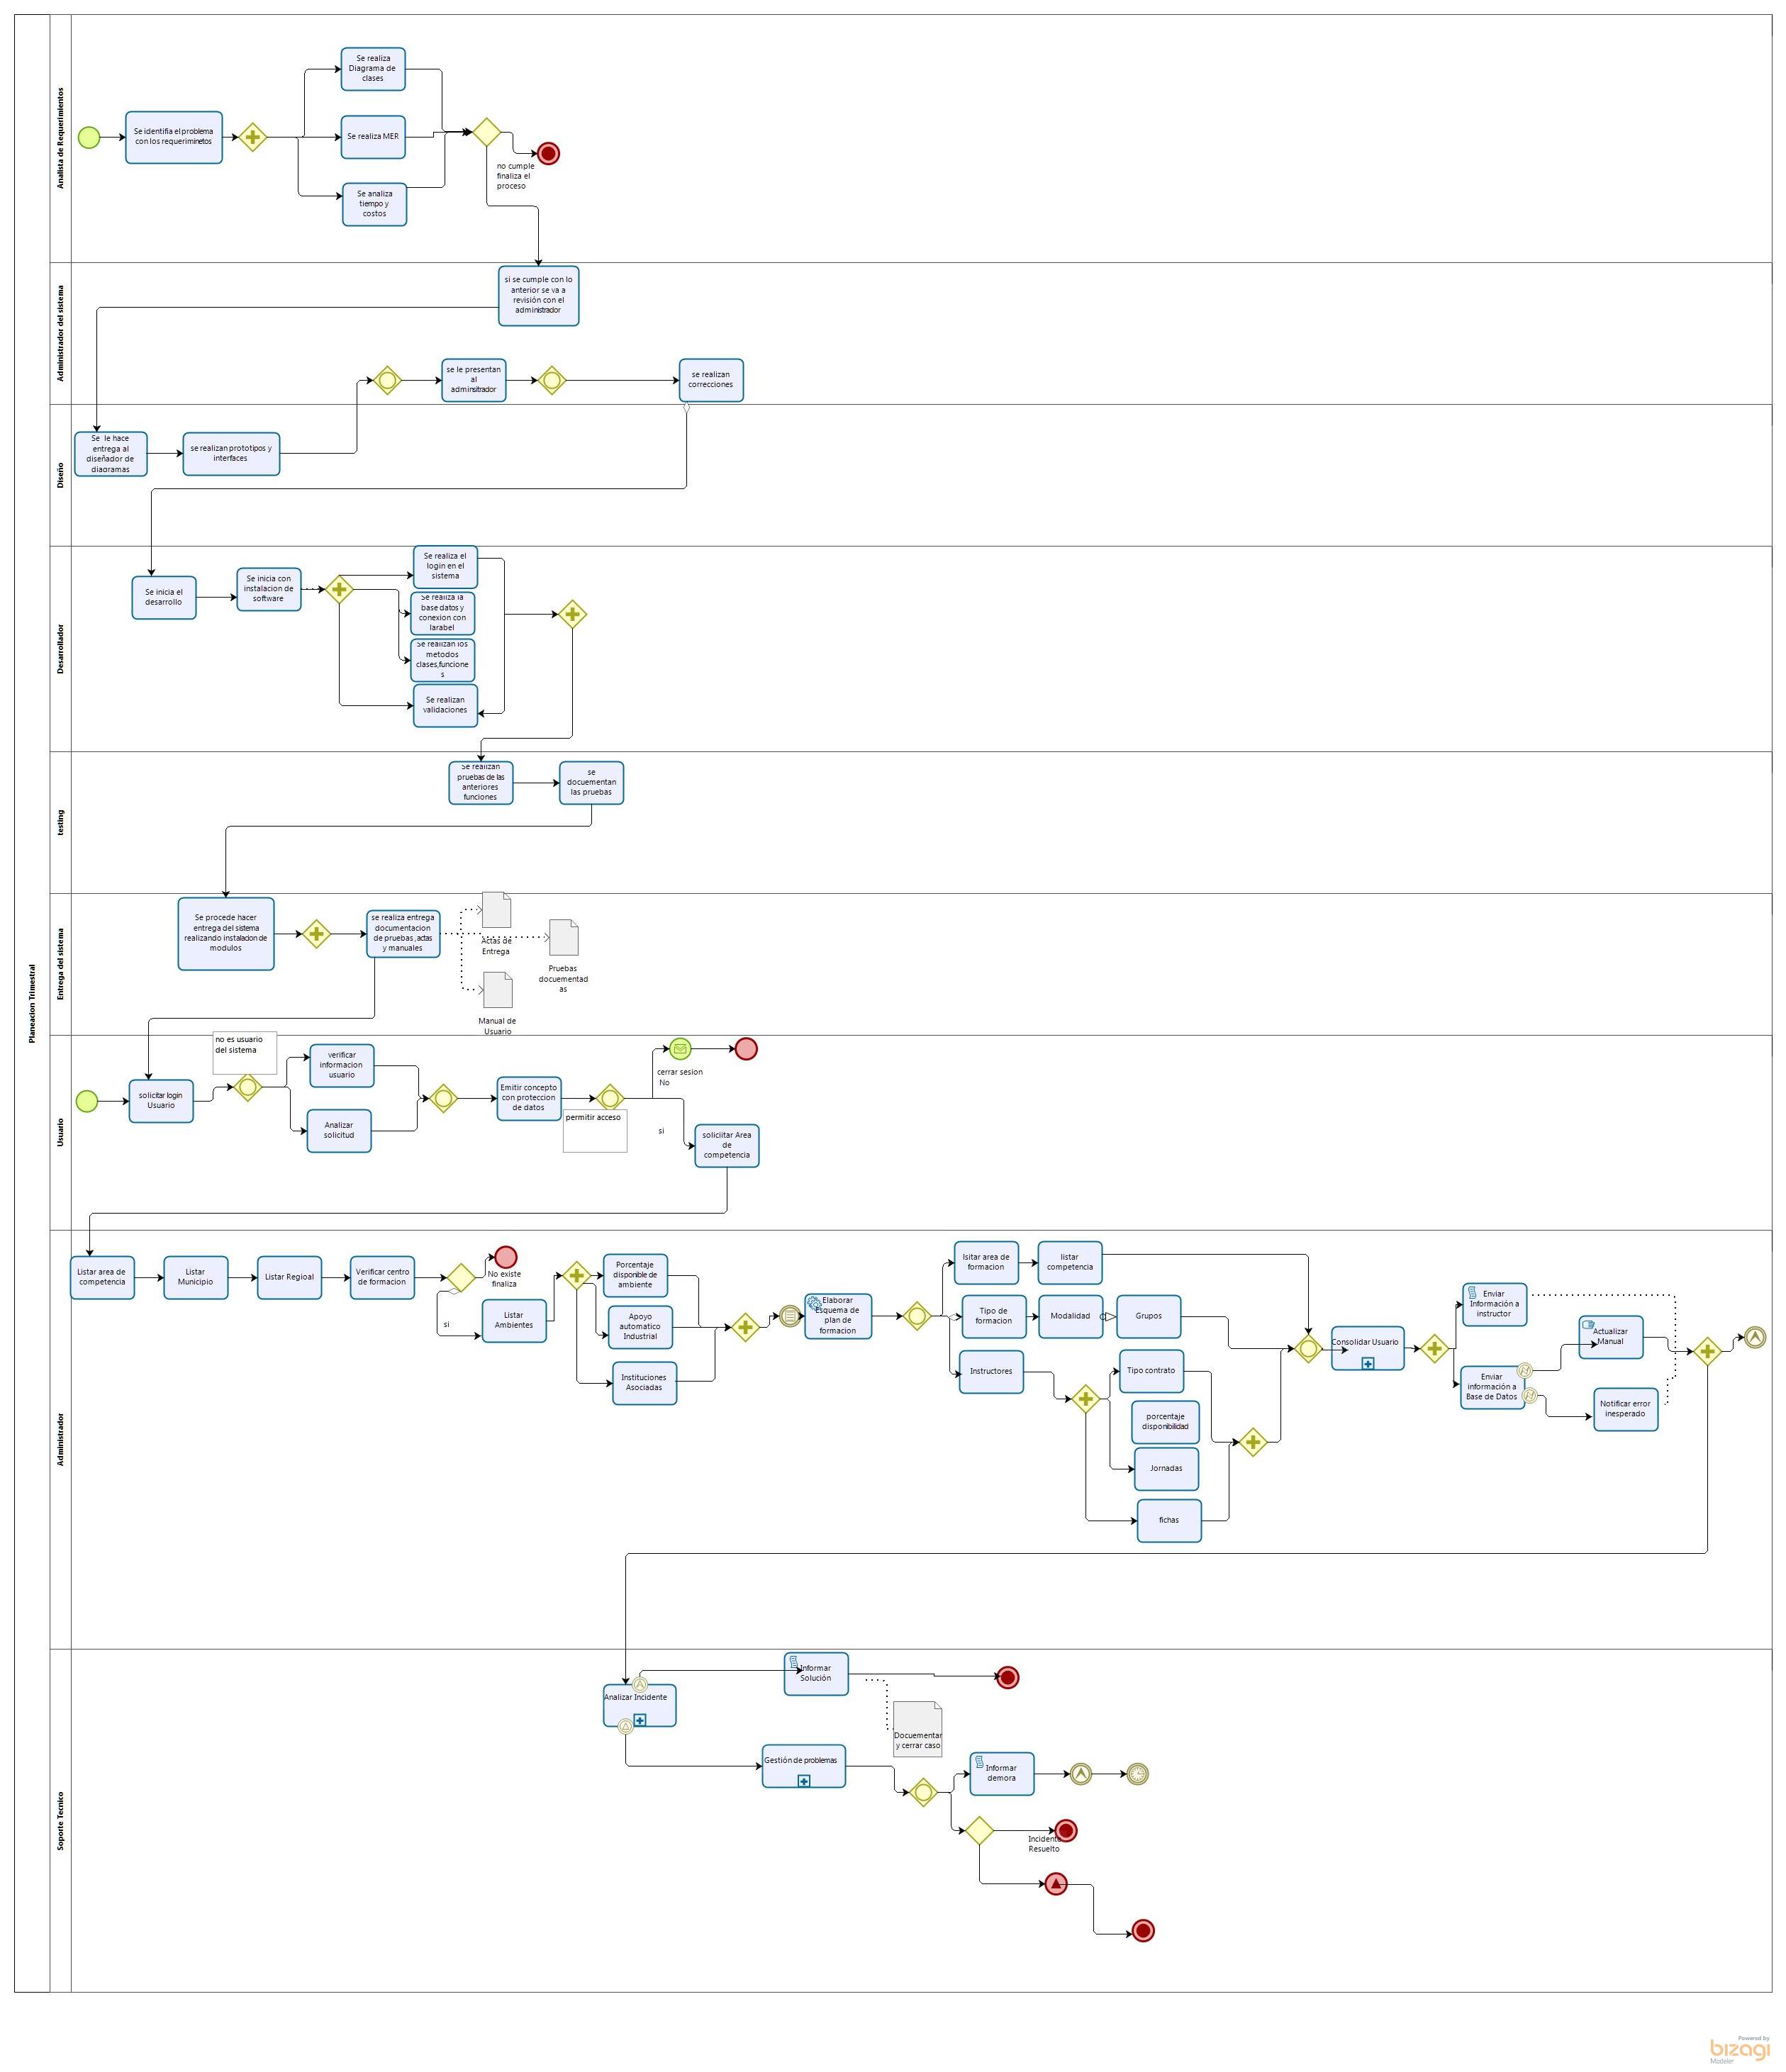 Planeacion Trimestral
Analista de Requerimientos
Se identifia el problema
con los requeriminetos
Se realiza
Diagrama de
clases
Se realiza MER
Se analiza
tiempo y
costos
no cumple
finaliza el
proceso
Administrador del sistema
si se cumple con lo
anterior se va a
revisión con el
administrador
se le presentan
al
adminsitrador
se realizan
correcciones
Diseño
Se le hace
entrega al
diseñador de
diagramas
se realizan prototipos y
interfaces
Desarrollador
Se inicia el
desarrollo
Se inicia con
instalacion de
software
Se realiza el
login en el
sistema
Se realiza la
base datos y
conexion con
larabel
Se realizan los
metodos
clases,funcione
s
Se realizan
validaciones
testing
Se realizan
pruebas de las
anteriores
funciones
se
docuementan
las pruebas
Entrega del sistema
Se procede hacer
entrega del sistema
realizando instalacion de
modulos
se realiza entrega
documentacion
de pruebas ,actas
y manuales
Actas de
Entrega
Pruebas
docuementad
as
Manual de
Usuario
Usuario
solicitar login
Usuario
no es usuario
del sistema
verificar
informacion
usuario
Analizar
solicitud
Emitir concepto
con proteccion
de datos
permitir acceso
cerrar sesion
No
si
soliciitar Area
de
competencia
Administrador
Listar area de
competencia
Listar
Municipio
Listar Regioal
Verificar centro
de formacion
No existe
finaliza
si
Listar
Ambientes
Porcentaje
disponible de
ambiente
Apoyo
automatico
Industrial
Instituciones
Asociadas
Elaborar
Esquema de
plan de
formacion
lsitar area de
formacion
listar
competencia
Tipo de
formacion
Modalidad
Grupos
Instructores
Tipo contrato
porcentaje
disponibilidad
Jornadas
fichas
Consolidar Usuario
Enviar
Información a
instructor
Enviar
información a
Base de Datos
Actualizar
Manual
Notificar error
inesperado
Soporte Tecnico
Analizar Incidente
Informar
Solución
Docuementar
y cerrar caso
Gestión de problemas
Informar
demora
Incidente
Resuelto
Powered by
bizagi
Modeler